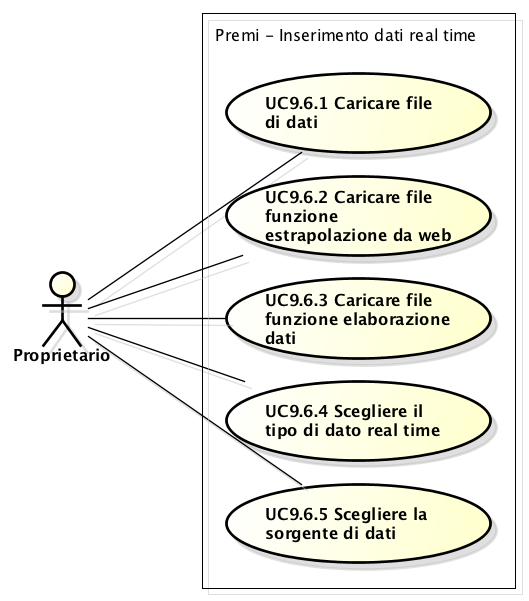 Premi - Inserimento dati real time
UC9.6.1 Caricare file
di dati
UC9.6.2 Caricare file
funzione
estrapolazione da web
UC9.6.3 Caricare file
funzione elaborazione
dati
Proprietario
UC9.6.4 Scegliere il
tipo di dato real time
UC9.6.5 Scegliere la
sorgente di dati